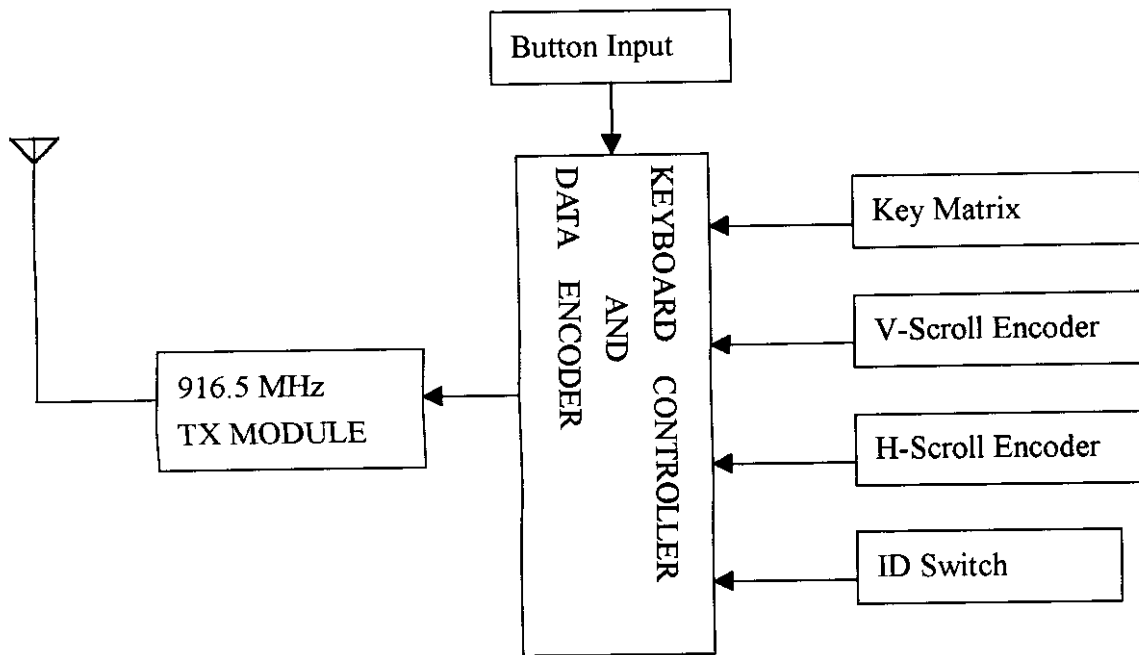 Button Input
KEYBOARD CONTROLLER
AND
DATA ENCODER
Key Matrix
V-Scroll Encoder
H-Scroll Encoder
ID Switch
916.5 MHz
TX MODULE